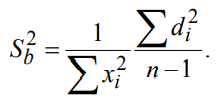 $S_b^2 = \frac{1}{\sum x_i^2} \frac{\sum d_i^2}{n-1}.$